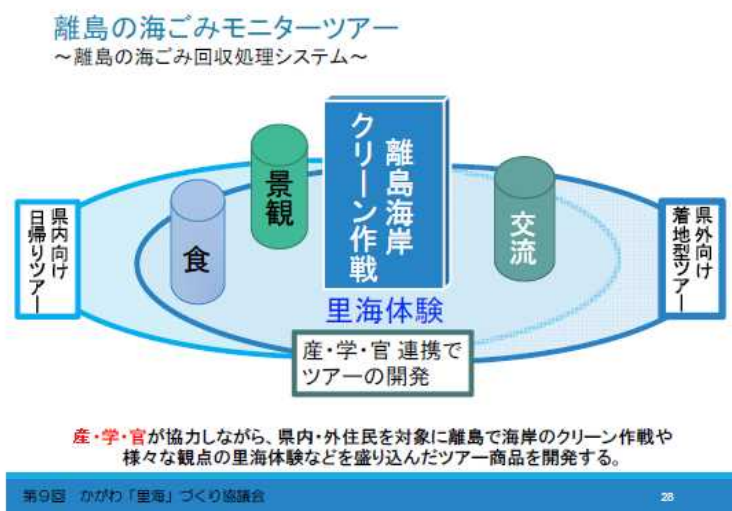 離島の海ごみモニターツアー
～離島の海ごみ回収処理システム～
離島海岸
クリーン作戦
景観
食
交流
県内向け
日帰りツアー
県外向け
着地型ツアー
里海体験
産・学・官 連携で
ツアーの開発
産・学・官が協力しながら、県内・外住民を対象に離島で海岸のクリーン作戦や
様々な観点の里海体験などを盛り込んだツアー商品を開発する。
第9回　かがわ「里海」づくり協議会
28